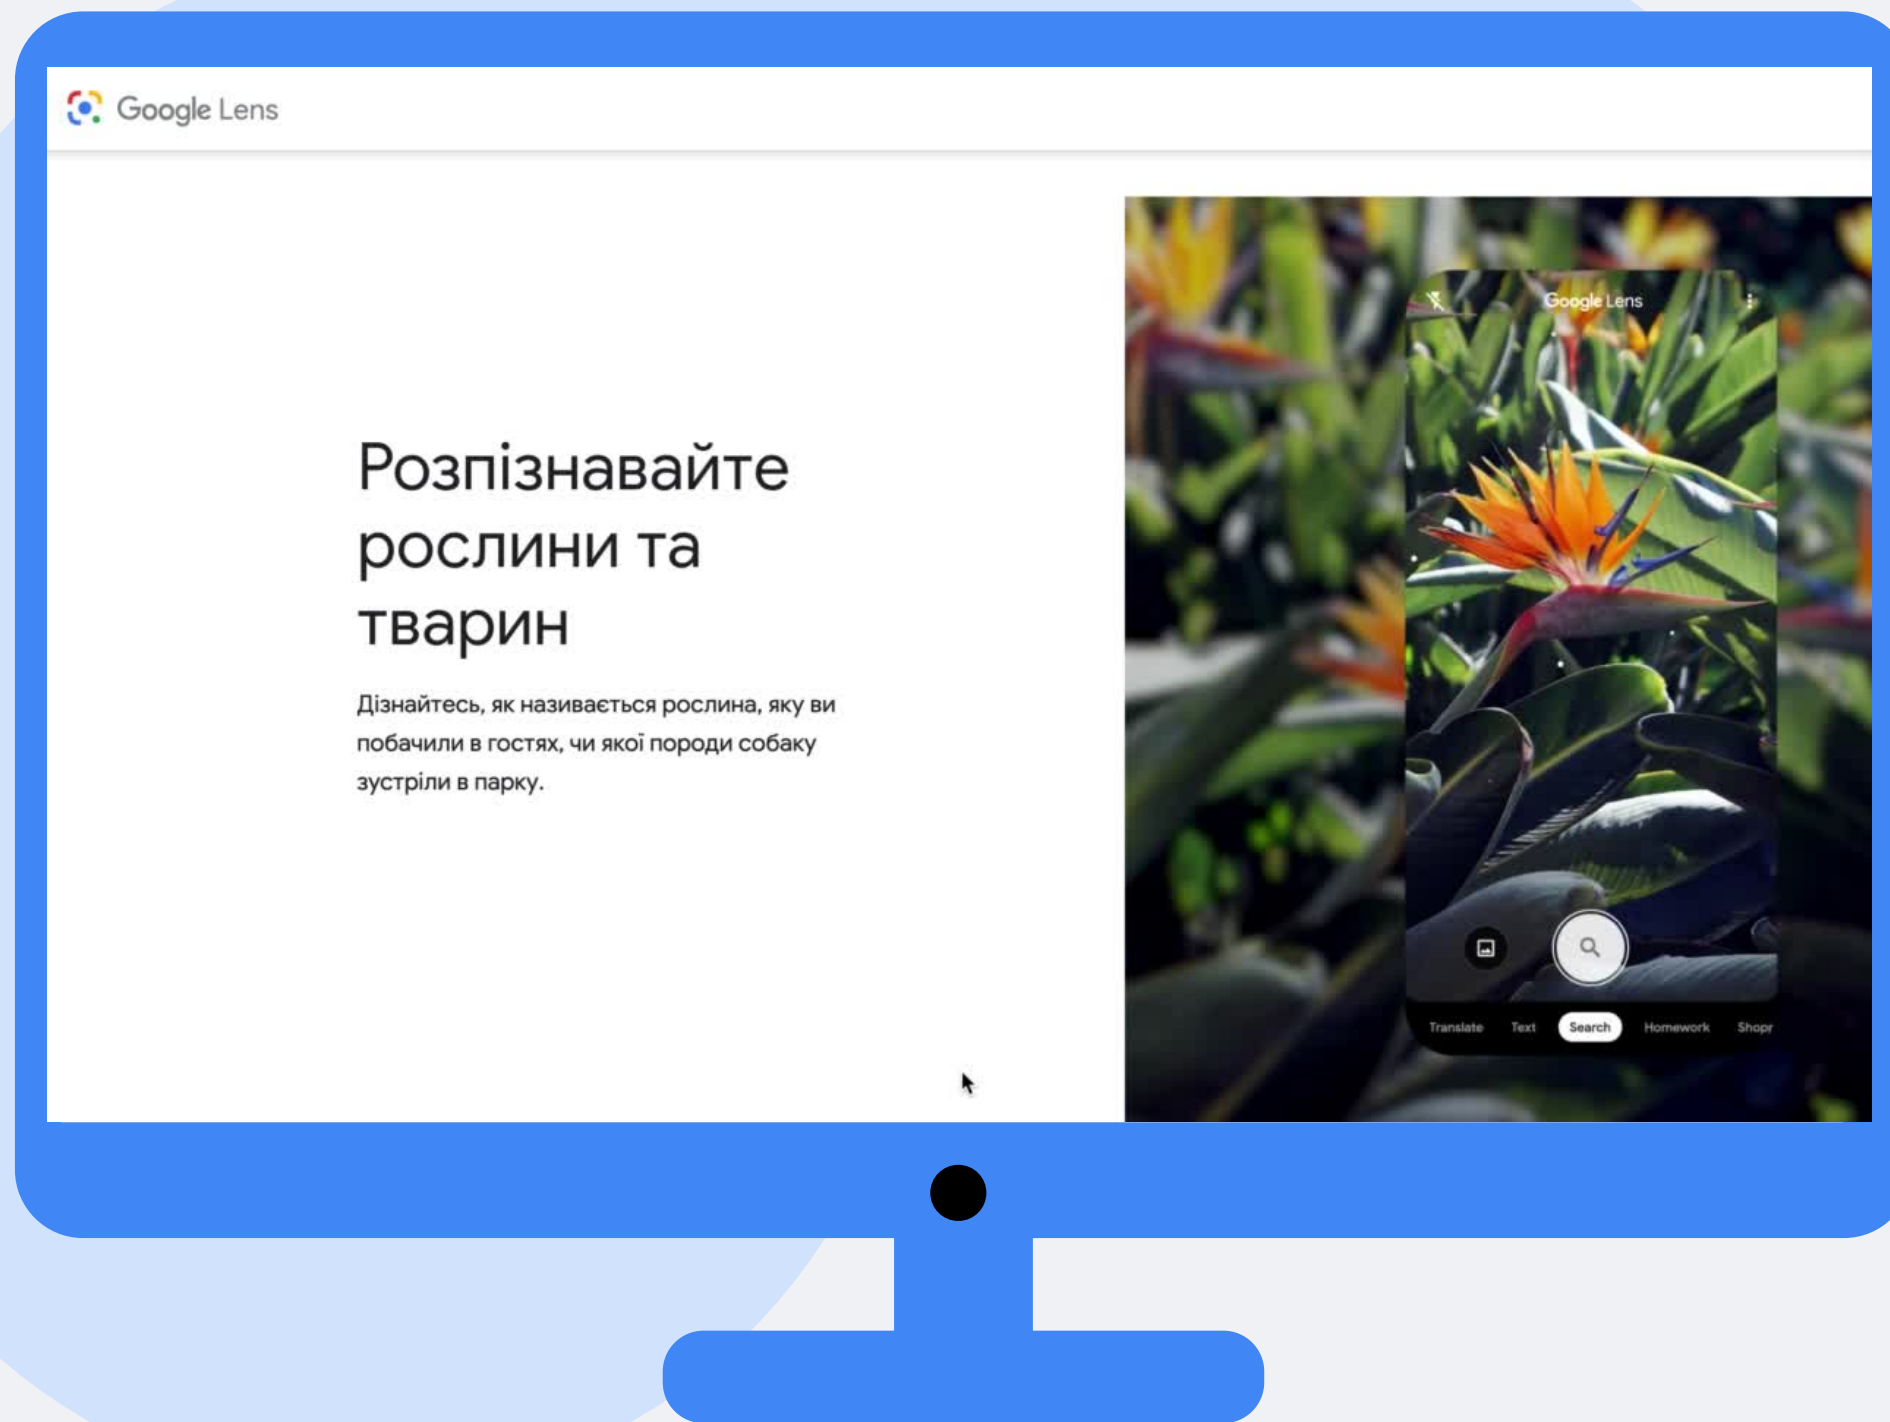 Google Lens
Розпізнавайте
рослини та
тварин
Дізнайтесь, як називається рослина, яку ви
побачили в гостях, чи якої породи собаку
зустріли в парку.
Google Lens
Translate Text Search Homework Shopr